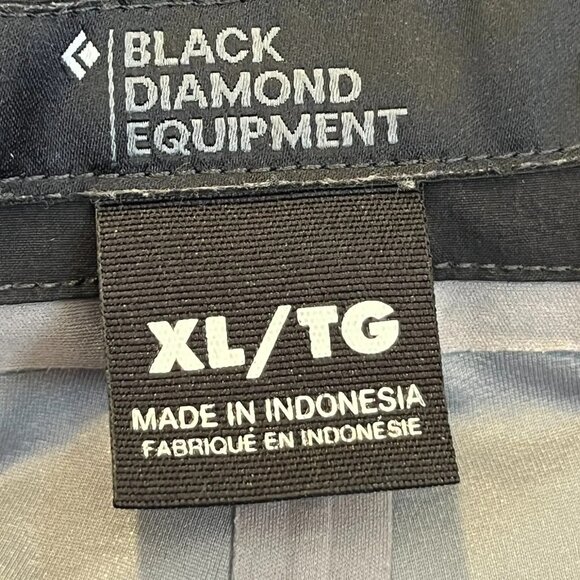 BLACK
DIAMOND
EQUIPMENT
XL/TG
MADE IN INDONESIA
FABRIQUÉ EN INDONÉSIE